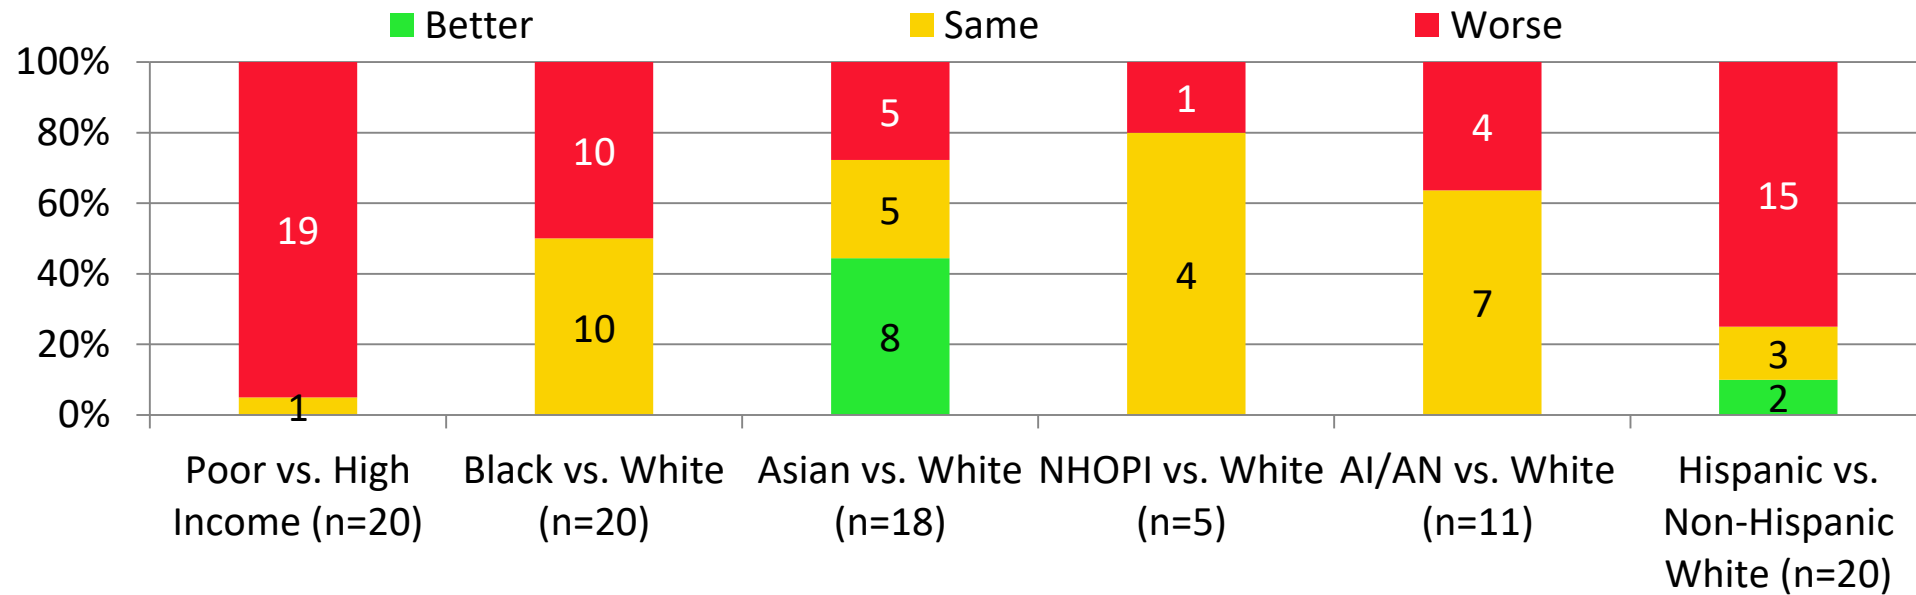 Better Same Worse
100%
80%
60%
40%
20%
0%
19
1
10
10
5
5
8
1
4
4
7
15
3
2
Poor vs. High
Income (n=20)
Black vs. White
(n=20)
Asian vs. White
(n=18)
NHOPI vs. White
(n=5)
AI/AN vs. White
(n=11)
Hispanic vs.
Non-Hispanic
White (n=20)